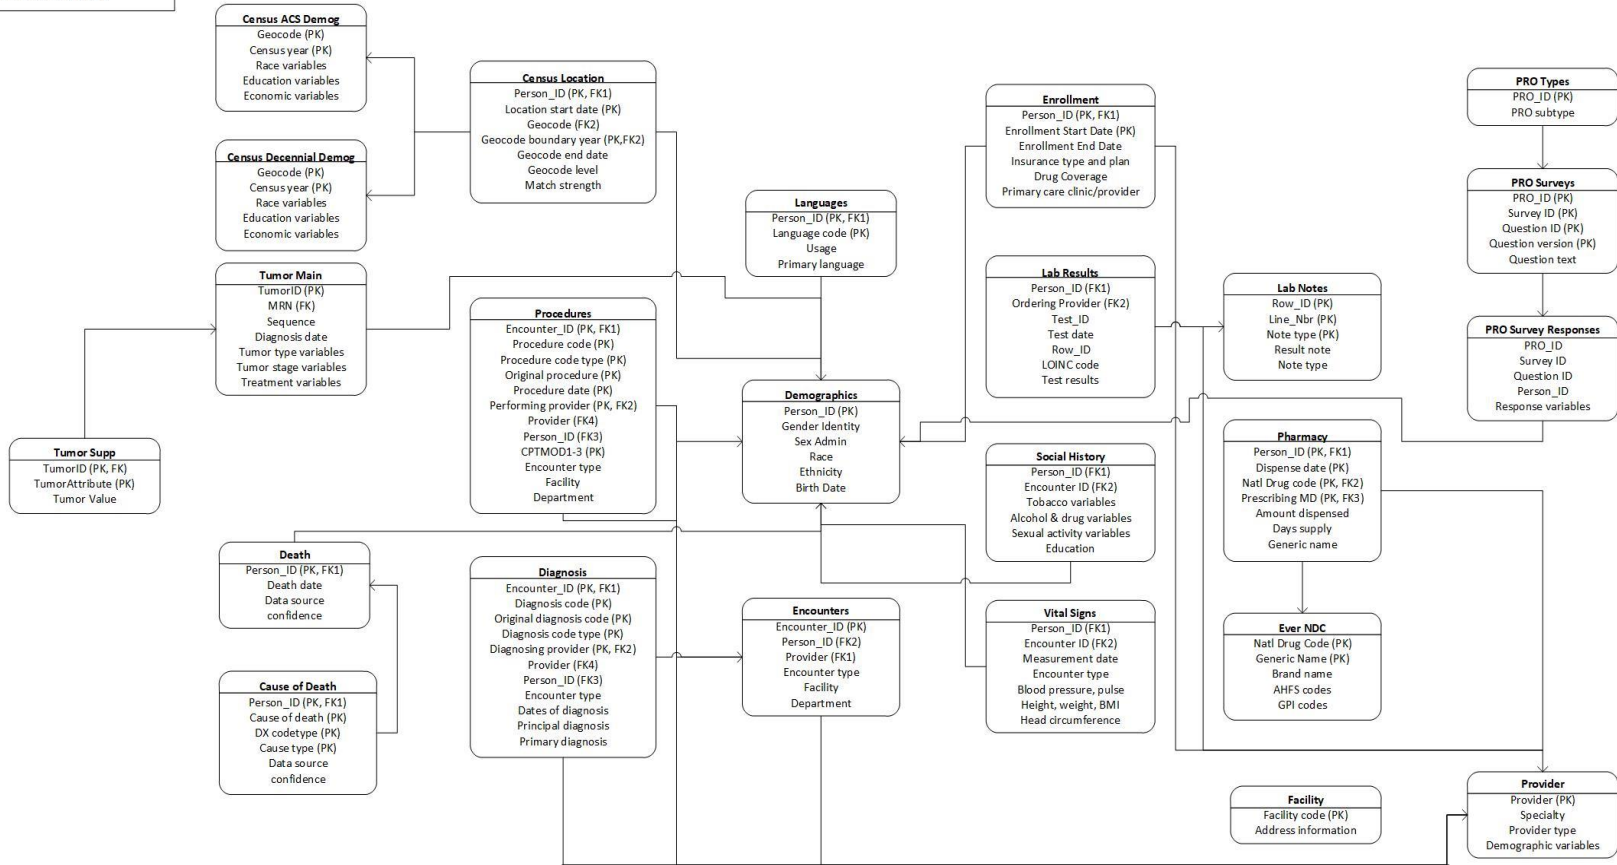 Census ACS Demog
Geocode (PK)
Census year (PK)
Race variables
Education variables
Economic variables
Census Decennial Demog
Geocode (PK)
Census year (PK)
Race variables
Education variables
Economic variables
Tumor Main
TumorID (PK)
MRN (FK)
Sequence
Diagnosis date
Tumor type variables
Tumor stage variables
Treatment variables
Tumor Supp
TumorID (PK, FK)
TumorAttribute (PK)
Tumor Value
Death
Person_ID (PK, FK1)
Death date
Data source
confidence
Cause of Death
Person_ID (PK, FK1)
Cause of death (PK)
DX codetype (PK)
Cause type (PK)
Data source
confidence
Census Location
Person_ID (PK, FK1)
Location start date (PK)
Geocode (FK2)
Geocode boundary year (PK,FK2)
Geocode end date
Geocode level
Match strength
Procedures
Encounter_ID (PK, FK1)
Procedure code (PK)
Procedure code type (PK)
Original procedure (PK)
Procedure date (PK)
Performing provider (PK, FK2)
Provider (FK4)
Person_ID (FK3)
CPTMOD1-3 (PK)
Encounter type
Facility
Department
Diagnosis
Encounter_ID (PK, FK1)
Diagnosis code (PK)
Original diagnosis code (PK)
Diagnosis code type (PK)
Diagnosing provider (PK, FK2)
Provider (FK4)
Person_ID (FK3)
Encounter type
Dates of diagnosis
Principal diagnosis
Primary diagnosis
Languages
Person_ID (PK, FK1)
Language code (PK)
Usage
Primary language
Demographics
Person_ID (PK)
Gender Identity
Sex Admin
Race
Ethnicity
Birth Date
Encounters
Encounter_ID (PK)
Person_ID (FK2)
Provider (FK1)
Encounter type
Facility
Department
Enrollment
Person_ID (PK, FK1)
Enrollment Start Date (PK)
Enrollment End Date
Insurance type and plan
Drug Coverage
Primary care clinic/provider
Lab Results
Person_ID (FK1)
Ordering Provider (FK2)
Test_ID
Test date
Row_ID
LOINC code
Test results
Social History
Person_ID (FK1)
Encounter ID (FK2)
Tobacco variables
Alcohol & drug variables
Sexual activity variables
Education
Vital Signs
Person_ID (FK1)
Encounter ID (FK2)
Measurement date
Encounter type
Blood pressure, pulse
Height, weight, BMI
Head circumference
Lab Notes
Row_ID (PK)
Line_Nbr (PK)
Note type (PK)
Result note
Note type
Pharmacy
Person_ID (PK, FK1)
Dispense date (PK)
Natl Drug code (PK, FK2)
Prescribing MD (PK, FK3)
Amount dispensed
Days supply
Generic name
Ever NDC
Natl Drug Code (PK)
Generic Name (PK)
Brand name
AHFS codes
GPI codes
Facility
Facility code (PK)
Address information
PRO Types
PRO_ID (PK)
PRO subtype
PRO Surveys
PRO_ID (PK)
Survey ID (PK)
Question ID (PK)
Question version (PK)
Question text
PRO Survey Responses
PRO_ID
Survey ID
Question ID
Person_ID
Response variables
Provider
Provider (PK)
Specialty
Provider type
Demographic variables